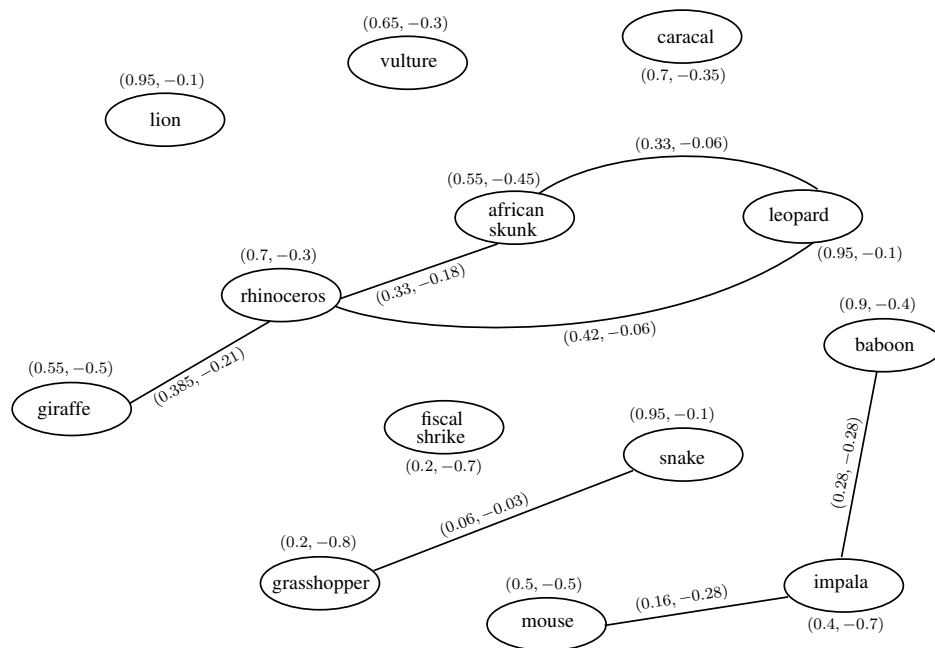 (0.65, −0.3)
vulture
caracal
(0.7, −0.35)
(0.95, −0.1)
lion
(0.33, −0.06)
(0.55, −0.45)
african
skunk
leopard
(0.95, −0.1)
(0.7, −0.3)
rhinoceros
(0.33, −0.18)
(0.42, −0.06)
(0.9, −0.4)
baboon
(0.385, −0.21)
(0.55, −0.5)
giraffe
fiscal
shrike
(0.2, −0.7)
(0.95, −0.1)
snake
(0.28, −0.28)
(0.06, −0.03)
(0.2, −0.8)
grasshopper
(0.5, −0.5)
mouse
(0.16, −0.28)
impala
(0.4, −0.7)